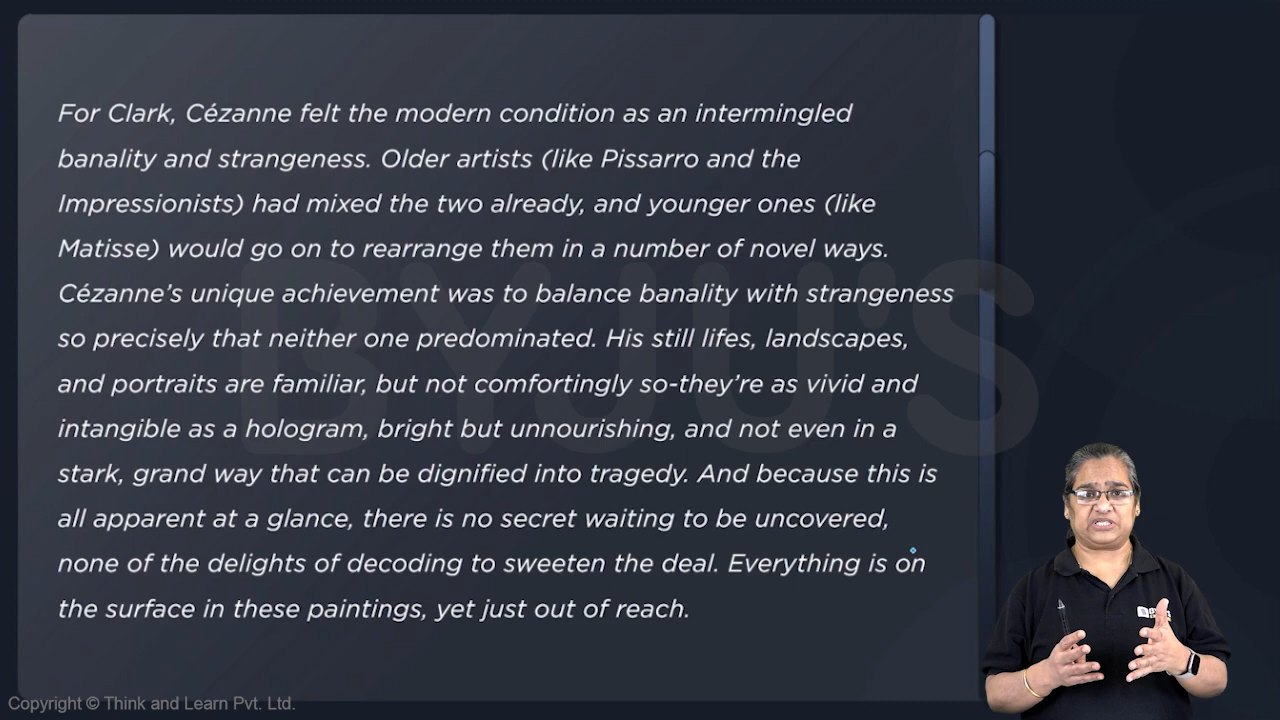 For Clark, Cézanne felt the modern condition as an intermingled
banality and strangeness. Older artists (like Pissarro and the
Impressionists) had mixed the two already, and younger ones (like
Matisse) would go on to rearrange them in a number of novel ways.
Cézanne's unique achievement was to balance banality with strangeness
so precisely that neither one predominated. His still lifes, landscapes,
and portraits are familiar, but not comfortingly so-they're as vivid and
intangible as a hologram, bright but unnourishing, and not even in a
stark, grand way that can be dignified into tragedy. And because this is
all apparent at a glance, there is no secret waiting to be uncovered,
none of the delights of decoding to sweeten the deal. Everything is on
the surface in these paintings, yet just out of reach.
BYJU'S
Copyright © Think and Learn Pvt. Ltd.